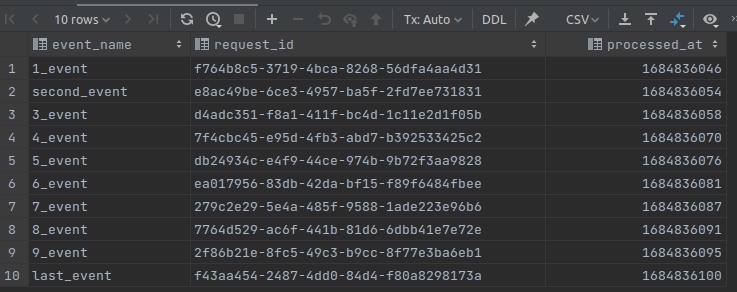 10 rows Tx: Auto DDL CSV
event_name request_id processed_at
1 1_event f764b8c5-3719-4bca-8268-56dfa4aa4d31 1684836046
2 second_event e8ac49be-6ce3-4957-ba5f-2fd7ee731831 1684836054
3 3_event d4adc351-f8a1-411f-bc4d-1c11e2d1f05b 1684836058
4 4_event 7f4cbc45-e95d-4fb3-abd7-b392533425c2 1684836070
5 5_event db24934c-e4f9-44ce-974b-9b72f3aa9828 1684836076
6 6_event ea017956-83db-42da-bf15-f89f6484fbee 1684836081
7 7_event 279c2e29-5e4a-485f-9588-1ade223e96b6 1684836087
8 8_event 7764d529-ac6f-441b-81d6-6dbb41e7e72e 1684836091
9 9_event 2f86b21e-8fc5-49c3-b9cc-8f77e3ba6eb1 1684836095
10 last_event f43aa454-2487-4dd0-84d4-f80a8298173a 1684836100